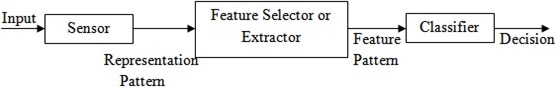 Input
Sensor
Representation
Pattern
Feature Selector or
Extractor
Feature
Pattern
Classifier
Decision